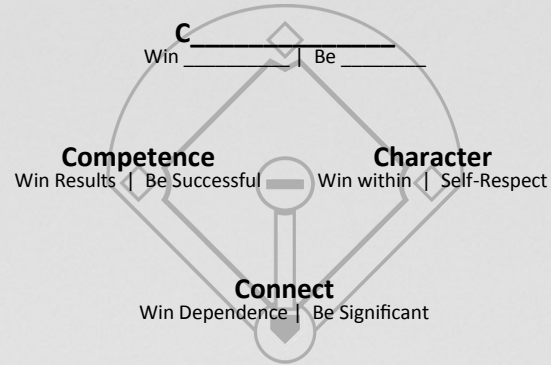 C______________
Win __________ | Be ________
Competence
Win Results | Be Successful
Character
Win within | Self-Respect
Connect
Win Dependence | Be Significant